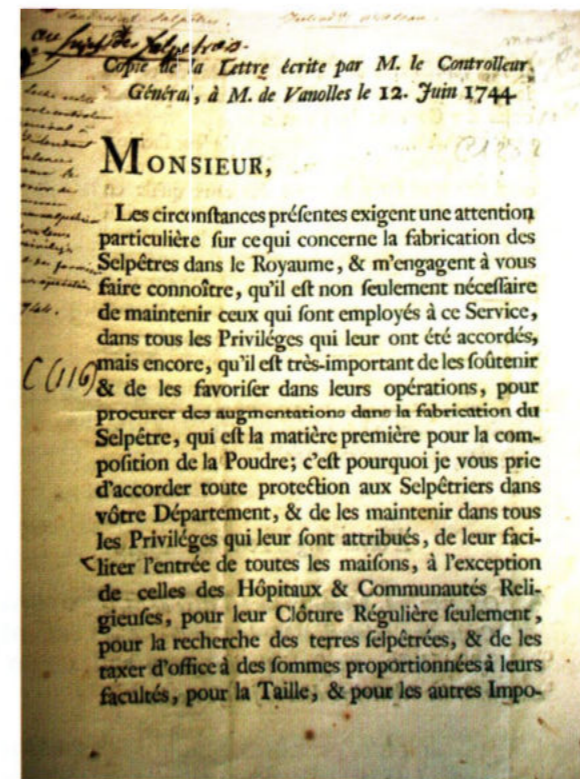 au Sujet des Salpetres
Copie de la Lettre écrite par M. le Controlleur
Général, à M. de Vanolles le 12. Juin 1744
MONSIEUR,
Les circonſtances préſentes exigent une attention
particulière ſur ce qui concerne la fabrication des
Selpêtres dans le Royaume, & m'engagent à vous
faire connoître, qu'il eſt non ſeulement néceſſaire
de maintenir ceux qui ſont employés à ce Service,
dans tous les Priviléges qui leur ont été accordés,
C (116)
mais encore, qu'il eſt très-important de les ſoûtenir
& de les favoriſer dans leurs opérations, pour
procurer des augmentations dans la fabrication du
Selpétre, qui eſt la matière première pour la com-
poſition de la Poudre; c'eſt pourquoi je vous prie
d'accorder toute protection aux Selpêtriers dans
vôtre Département, & de les maintenir dans tous
les Priviléges qui leur ſont attribués, de leur faci-
liter l'entrée de toutes les maiſons, à l'exception
de celles des Hôpitaux & Communautés Reli-
gieuſes, pour leur Clôture Régulière ſeulement,
pour la recherche des terres ſelpêtrées, & de les
taxer d'office à des ſommes proportionnées à leurs
facultés, pour la Taille, & pour les autres Impo-